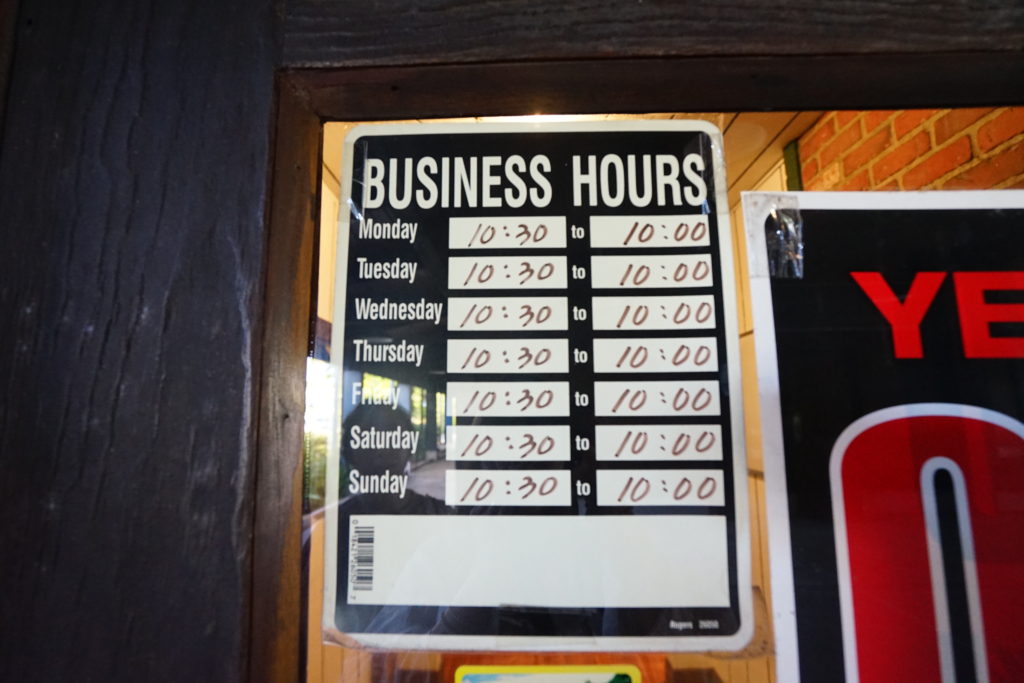 BUSINESS HOURS
Monday 10:30 to 10:00
Tuesday 10:30 to 10:00
Wednesday 10:30 to 10:00
Thursday 10:30 to 10:00
Friday 10:30 to 10:00
Saturday 10:30 to 10:00
Sunday 10:30 to 10:00
YE